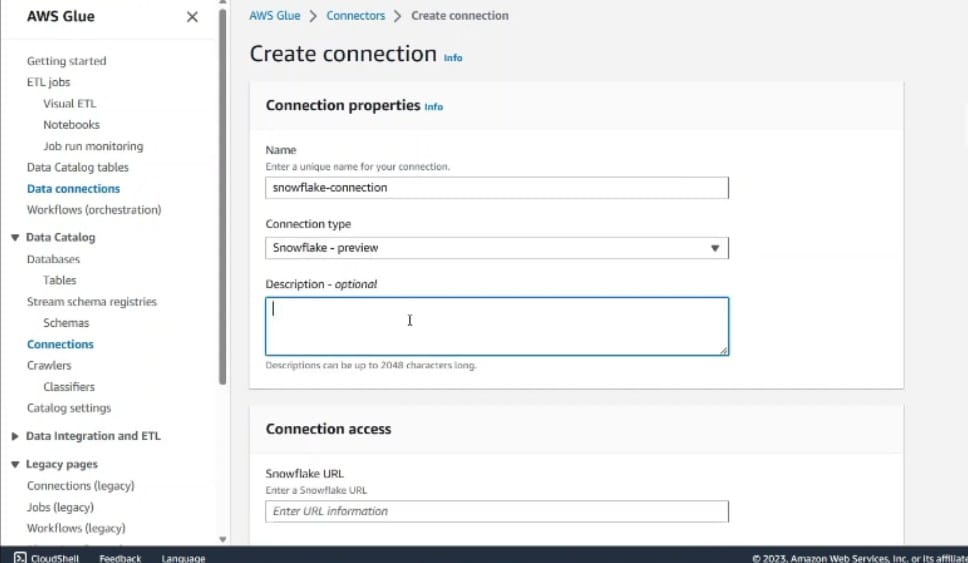 AWS Glue
Getting started
ETL jobs
Visual ETL
Notebooks
Job run monitoring
Data Catalog tables
Data connections
Workflows (orchestration)
Data Catalog
Databases
Tables
Stream schema registries
Schemas
Connections
Crawlers
Classifiers
Catalog settings
Data Integration and ETL
Legacy pages
Connections (legacy)
Jobs (legacy)
Workflows (legacy)
AWS Glue > Connectors > Create connection
Create connection Info
Connection properties Info
Name
Enter a unique name for your connection.
snowflake-connection
Connection type
Snowflake - preview
Description - optional
Descriptions can be up to 2048 characters long.
Connection access
Snowflake URL
Enter a Snowflake URL
Enter URL information
CloudShell Feedback Language © 2023, Amazon Web Services, Inc. or its affiliate